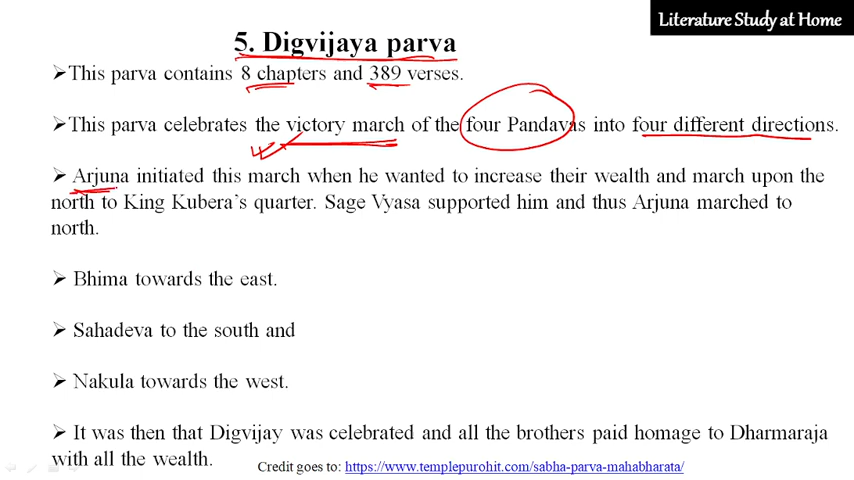 Literature Study at Home
5. Digvijaya parva
➢This parva contains 8 chapters and 389 verses.
➢This parva celebrates the victory march of the four Pandavas into four different directions.
➢ Arjuna initiated this march when he wanted to increase their wealth and march upon the
north to King Kubera's quarter. Sage Vyasa supported him and thus Arjuna marched to
north.
➢ Bhima towards the east.
➢ Sahadeva to the south and
➢ Nakula towards the west.
➢ It was then that Digvijay was celebrated and all the brothers paid homage to Dharmaraja
with all the wealth.
Credit goes to: https://www.templepurohit.com/sabha-parva-mahabharata/